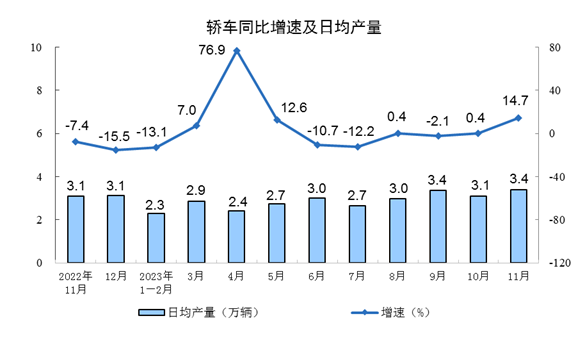 轿车同比增速及日均产量
10
8
6
4
2
0
80
40
0
-40
-80
-120
-7.4
-15.5
-13.1
7.0
76.9
12.6
-10.7
-12.2
0.4
-2.1
0.4
14.7
3.1
3.1
2.3
2.9
2.4
2.7
3.0
2.7
3.0
3.4
3.1
3.4
2022年
11月
12月
2023年
1—2月
3月
4月
5月
6月
7月
8月
9月
10月
11月
日均产量（万辆）
增速（%）